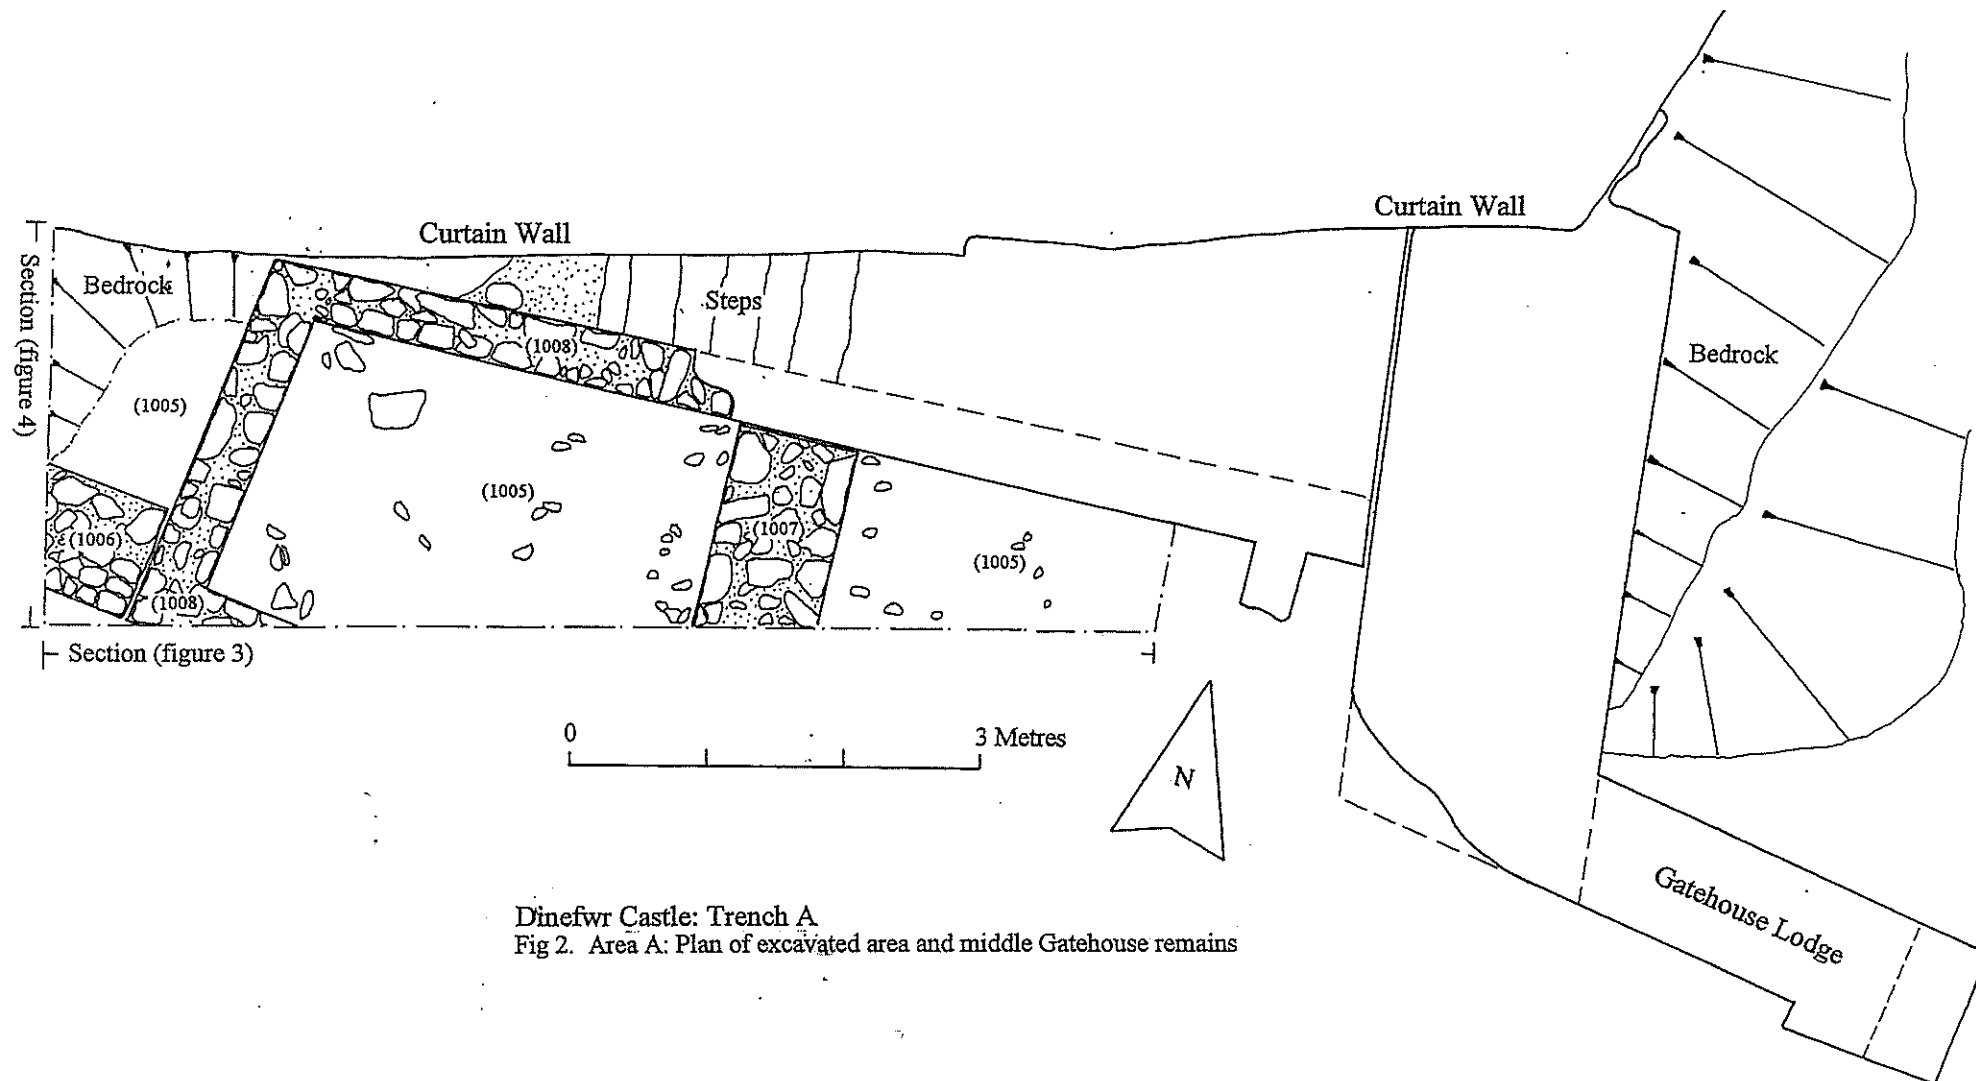 Curtain Wall
Curtain Wall
Section (figure 4)
Bedrock
Steps
(1008)
Bedrock
(1005)
(1005)
(1007)
(1006)
(1005)
(1008)
Section (figure 3)
0
3 Metres
N
Gatehouse Lodge
Dinefwr Castle: Trench A
Fig 2. Area A: Plan of excavated area and middle Gatehouse remains